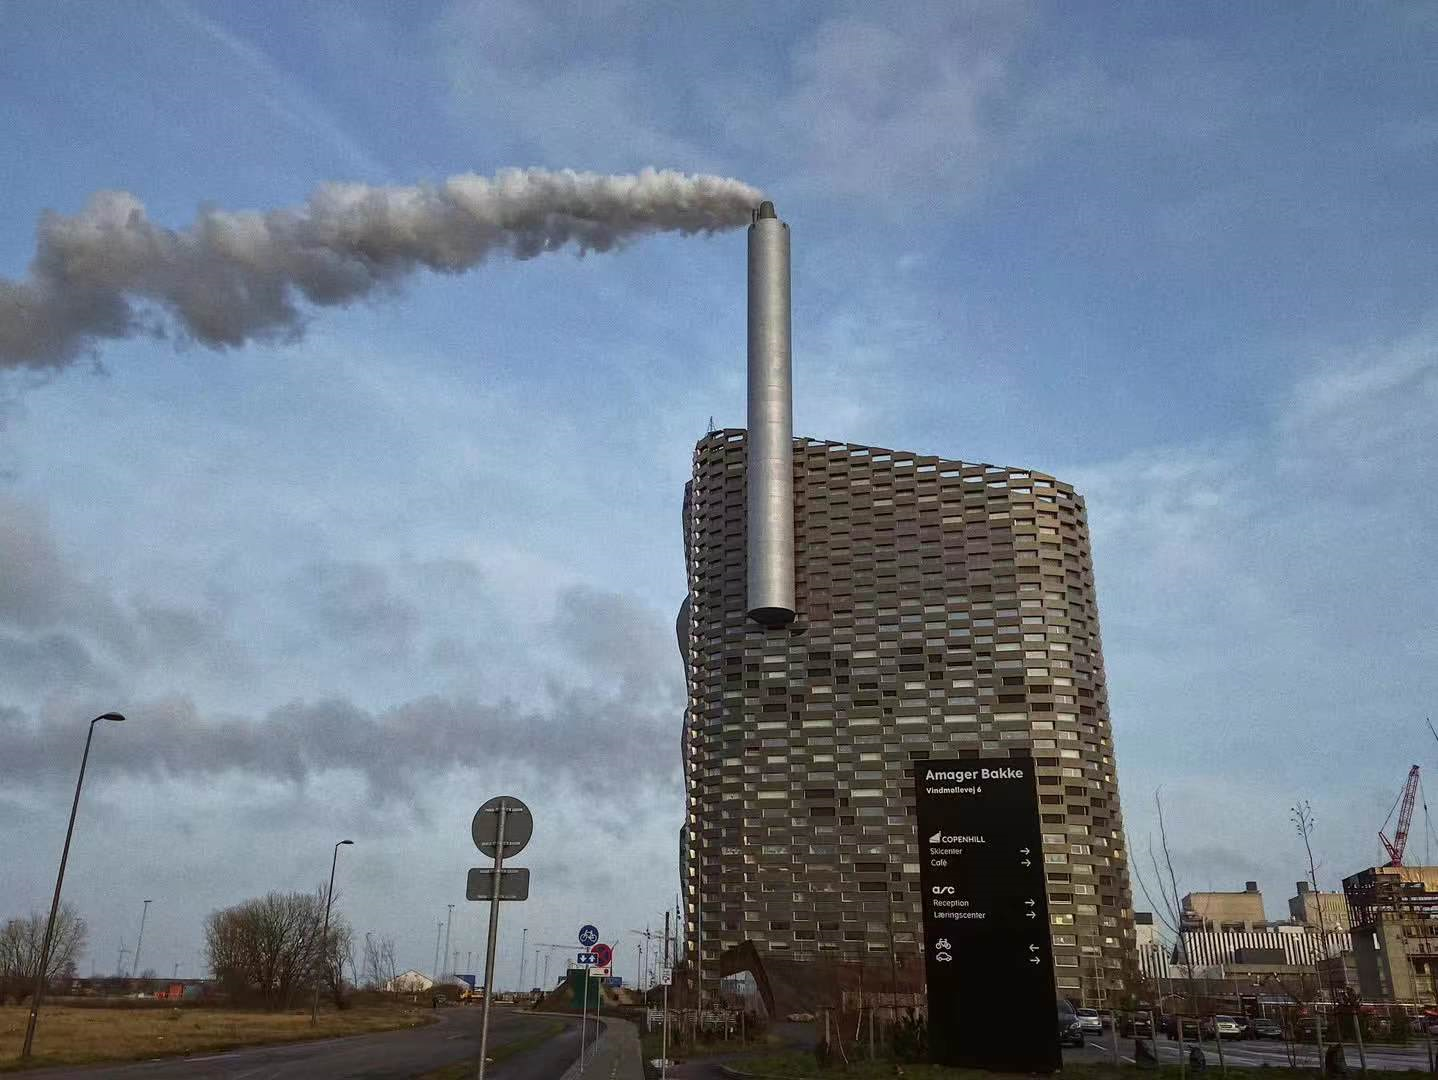 Amager Bakke
Vindmøllevej 6
COPENHILL
Skicenter
Café
arc
Reception
Læringscenter